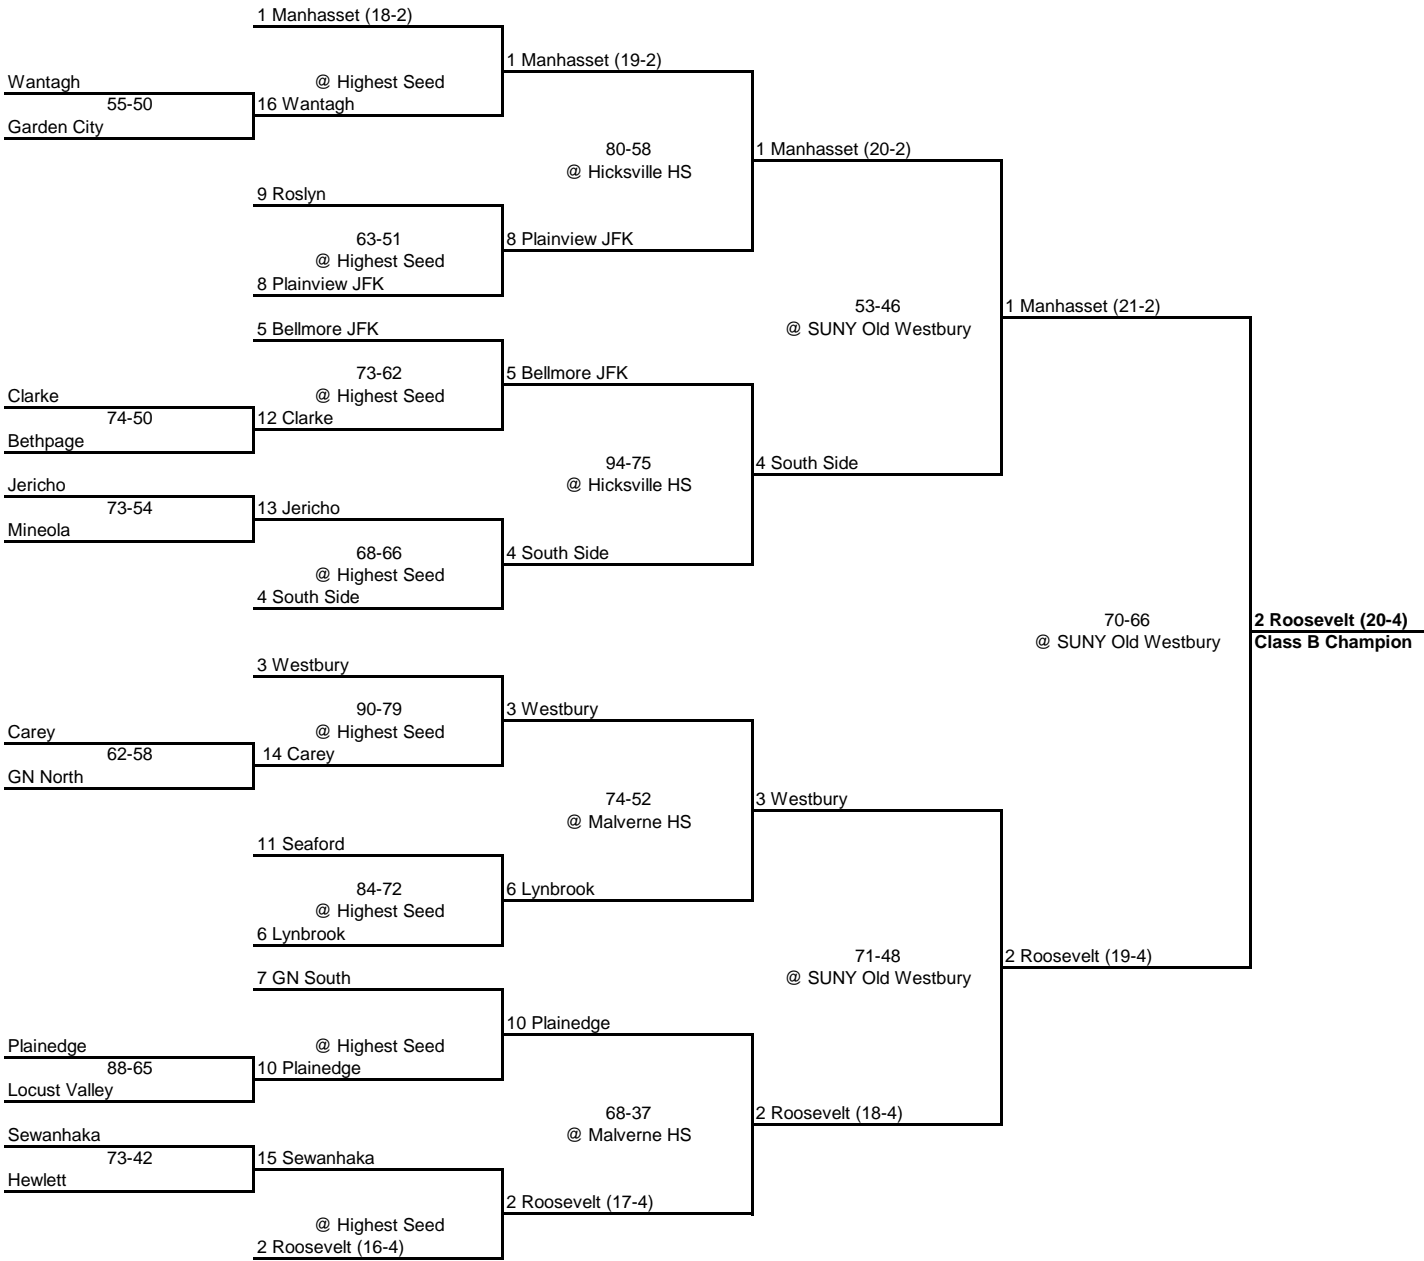 1 Manhasset (18-2)
1 Manhasset (19-2)
Wantagh
@ Highest Seed
55-50
16 Wantagh
Garden City
80-58
1 Manhasset (20-2)
@ Hicksville HS
9 Roslyn
63-51
8 Plainview JFK
@ Highest Seed
8 Plainview JFK
53-46
1 Manhasset (21-2)
5 Bellmore JFK
@ SUNY Old Westbury
73-62
5 Bellmore JFK
Clarke
@ Highest Seed
74-50
12 Clarke
Bethpage
94-75
4 South Side
Jericho
@ Hicksville HS
73-54
13 Jericho
Mineola
68-66
4 South Side
@ Highest Seed
4 South Side
70-66
2 Roosevelt (20-4)
@ SUNY Old Westbury
Class B Champion
3 Westbury
90-79
3 Westbury
Carey
@ Highest Seed
62-58
14 Carey
GN North
74-52
3 Westbury
@ Malverne HS
11 Seaford
84-72
6 Lynbrook
@ Highest Seed
6 Lynbrook
71-48
2 Roosevelt (19-4)
7 GN South
@ SUNY Old Westbury
10 Plainedge
Plainedge
@ Highest Seed
88-65
10 Plainedge
Locust Valley
68-37
2 Roosevelt (18-4)
Sewanhaka
@ Malverne HS
73-42
15 Sewanhaka
Hewlett
2 Roosevelt (17-4)
@ Highest Seed
2 Roosevelt (16-4)